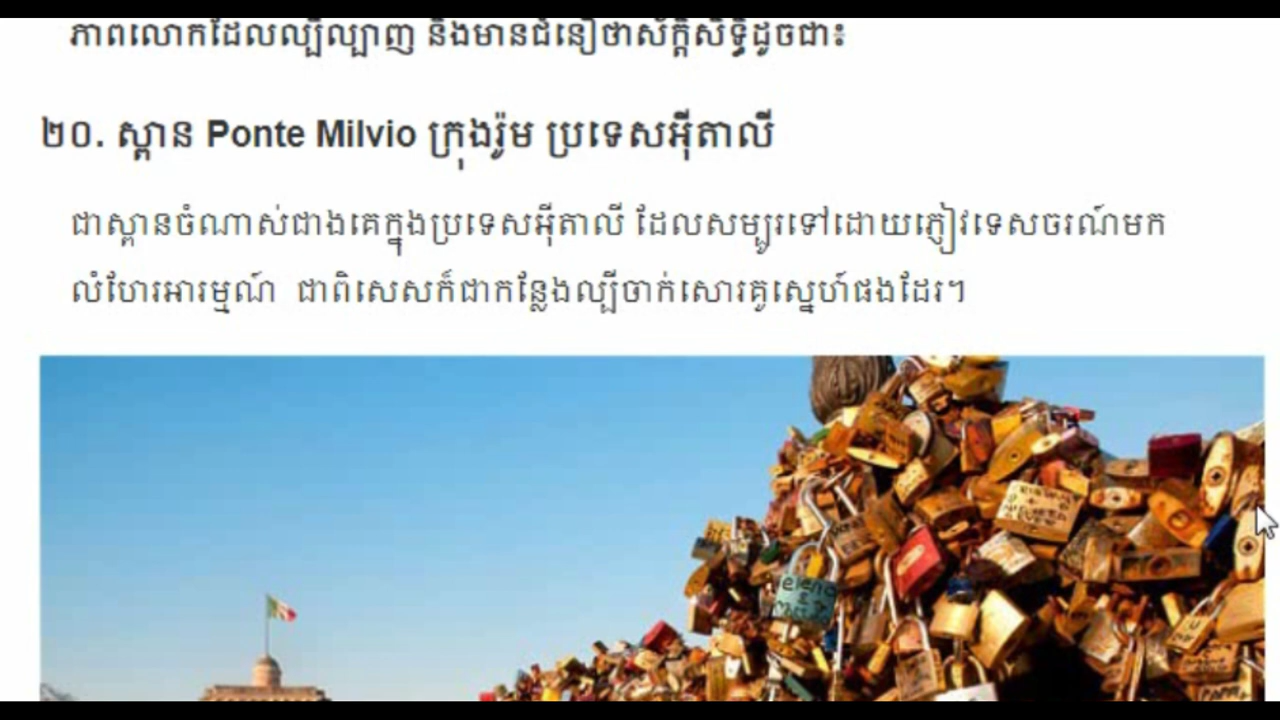 ភាពលោកដែលល្បីល្បាញ និងមានជំនឿថាស័ក្តិសិទ្ធិដូចជា៖
២០. ស្ពាន Ponte Milvio ក្រុងរ៉ូម ប្រទេសអ៊ីតាលី
ជាស្ពានចំណាស់ជាងគេក្នុងប្រទេសអ៊ីតាលី ដែលសម្បូរទៅដោយភ្ញៀវទេសចរណ៍មក
លំហែរអារម្មណ៍ ជាពិសេសក៏ជាកន្លែងល្បីចាក់សោរគូស្នេហ៍ផងដែរ។